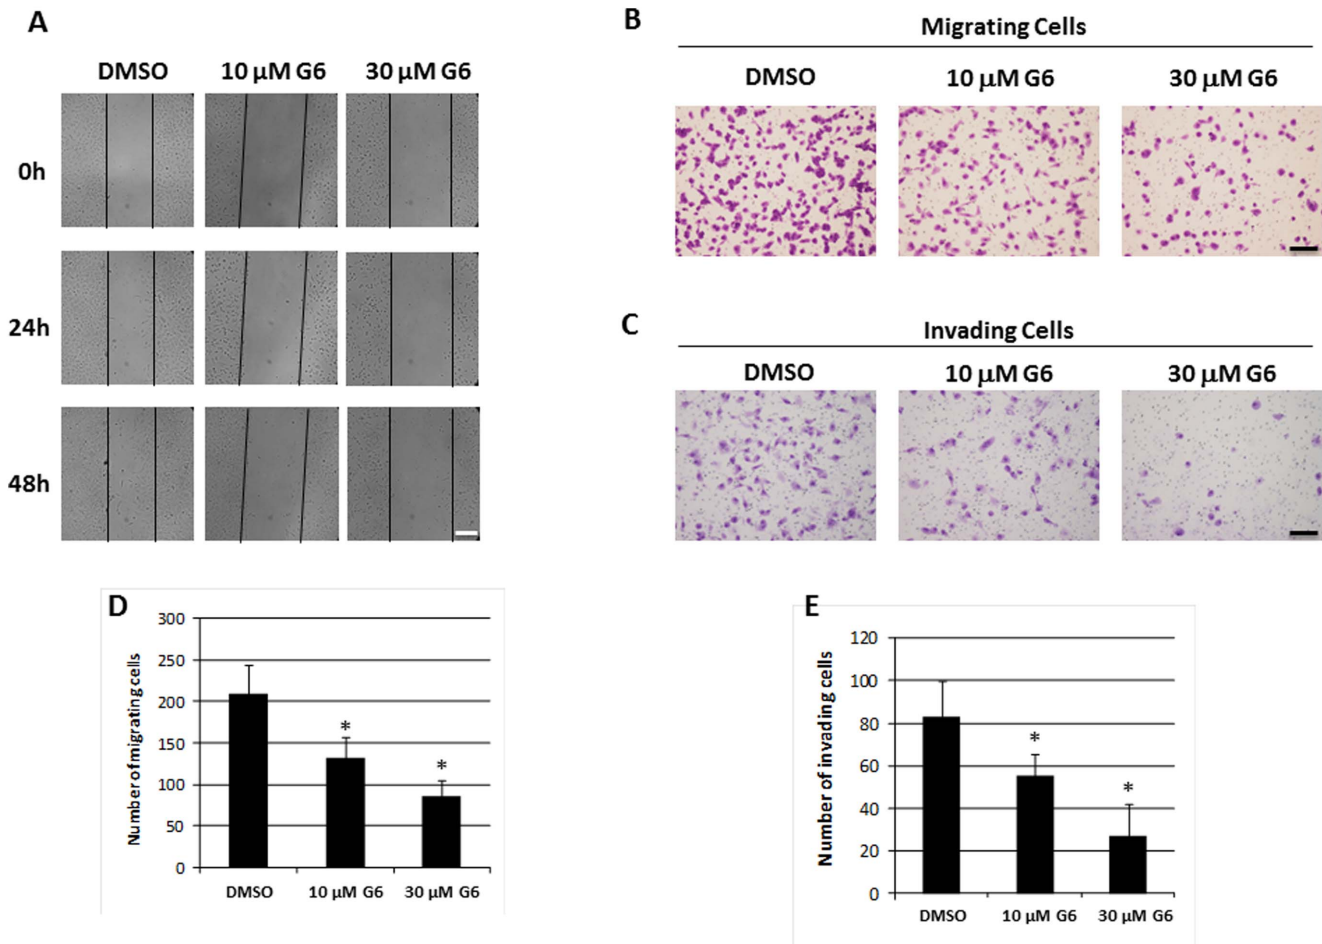 A
DMSO 10 μM G6 30 μM G6
0h
24h
48h
B
Migrating Cells
DMSO 10 μM G6 30 μM G6
C
Invading Cells
DMSO 10 μM G6 30 μM G6
D
Number of migrating cells
300
250
200
150
100
50
0
*
*
DMSO 10 μM G6 30 μM G6
E
Number of invading cells
120
100
80
60
40
20
0
*
*
DMSO 10 μM G6 30 μM G6